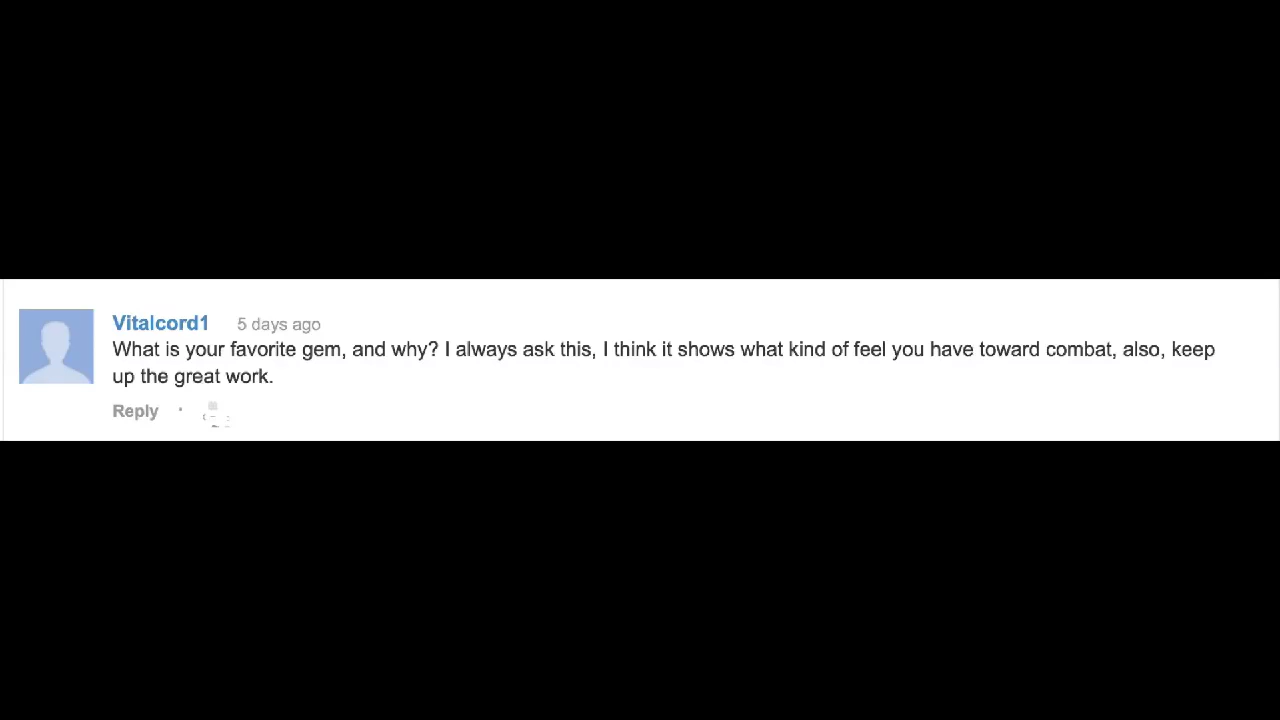 Vitalcord1 5 days ago
What is your favorite gem, and why? I always ask this, I think it shows what kind of feel you have toward combat, also, keep
up the great work.
Reply ·